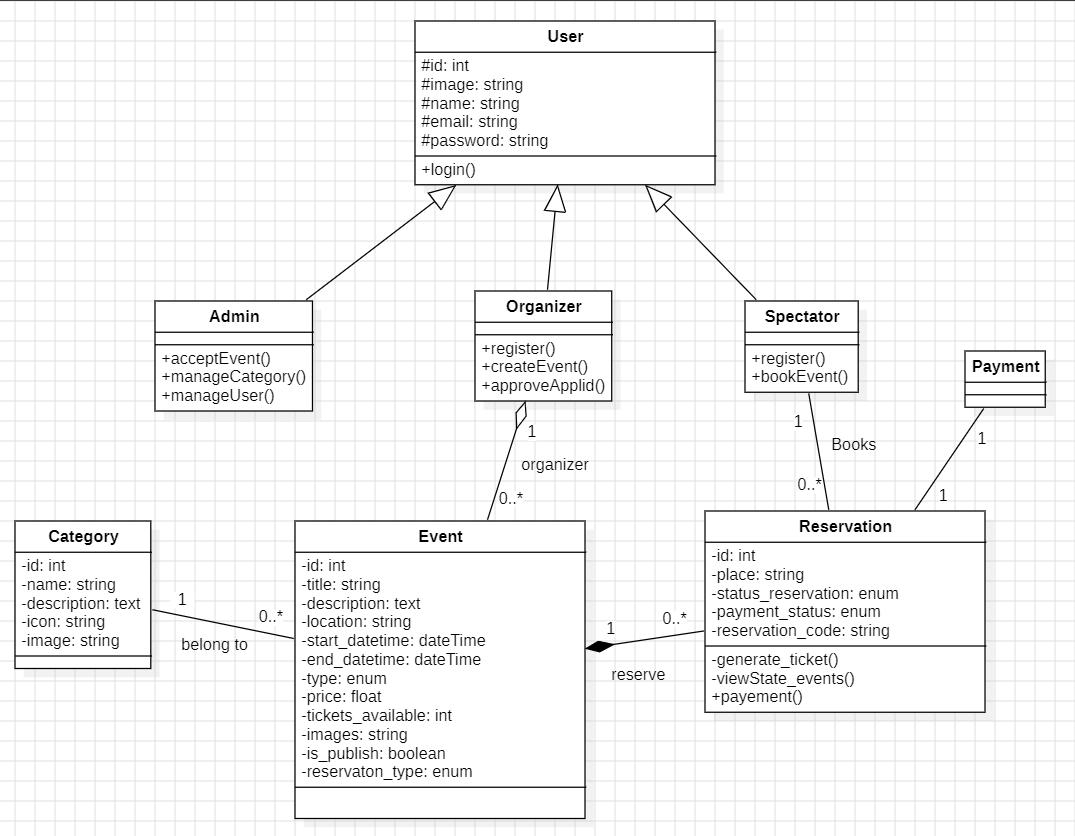 User
#id: int
#image: string
#name: string
#email: string
#password: string
+login()
Admin
+acceptEvent()
+manageCategory()
+manageUser()
Organizer
+register()
+createEvent()
+approveApplid()
Spectator
+register()
+bookEvent()
Payment
1
organizer
0..*
1
Books
0..*
1
1
Category
-id: int
-name: string
-description: text
-icon: string
-image: string
1
0..*
belong to
Event
-id: int
-title: string
-description: text
-location: string
-start_datetime: dateTime
-end_datetime: dateTime
-type: enum
-price: float
-tickets_available: int
-images: string
-is_publish: boolean
-reservaton_type: enum
1
0..*
reserve
Reservation
-id: int
-place: string
-status_reservation: enum
-payment_status: enum
-reservation_code: string
-generate_ticket()
-viewState_events()
+payement()